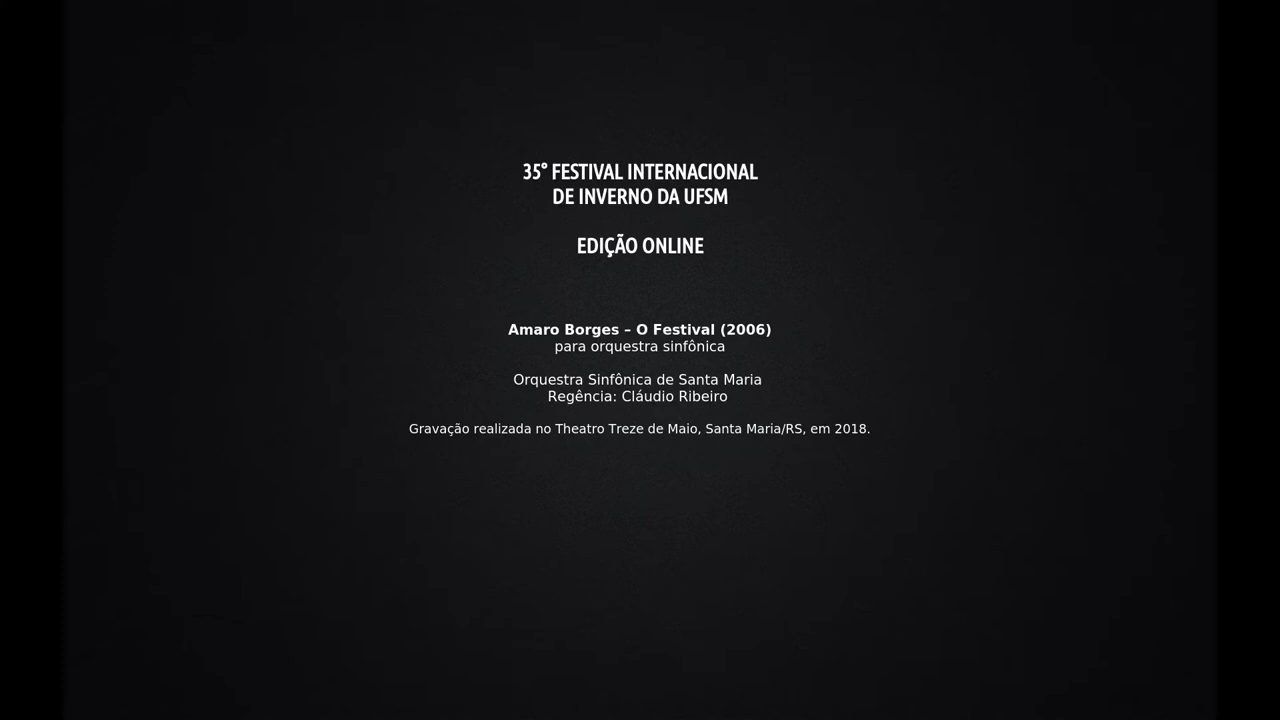 35° FESTIVAL INTERNACIONAL
DE INVERNO DA UFSM
EDIÇÃO ONLINE
Amaro Borges – O Festival (2006)
para orquestra sinfônica
Orquestra Sinfônica de Santa Maria
Regência: Cláudio Ribeiro
Gravação realizada no Theatro Treze de Maio, Santa Maria/RS, em 2018.